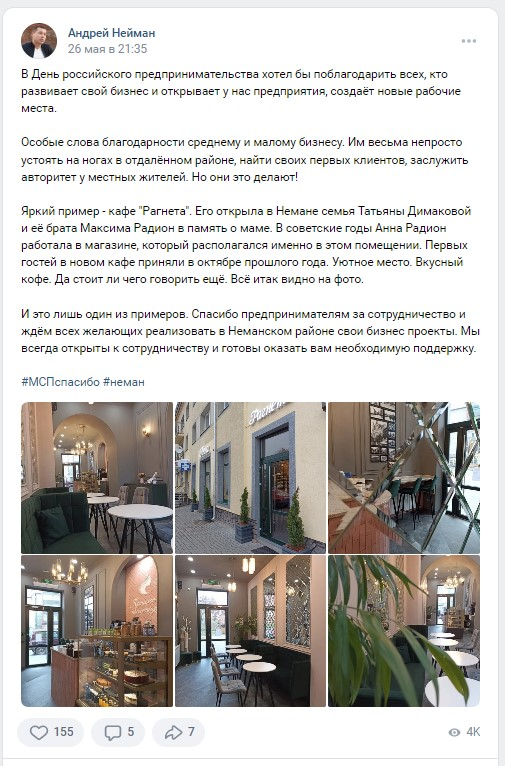 Андрей Нейман
26 мая в 21:35
В День российского предпринимательства хотел бы поблагодарить всех, кто
развивает свой бизнес и открывает у нас предприятия, создаёт новые рабочие
места.
Особые слова благодарности среднему и малому бизнесу. Им весьма непросто
устоять на ногах в отдалённом районе, найти своих первых клиентов, заслужить
авторитет у местных жителей. Но они это делают!
Яркий пример - кафе "Рагнета". Его открыла в Немане семья Татьяны Димаковой
и её брата Максима Радион в память о маме. В советские годы Анна Радион
работала в магазине, который располагался именно в этом помещении. Первых
гостей в новом кафе приняли в октябре прошлого года. Уютное место. Вкусный
кофе. Да стоит ли чего говорить ещё. Всё итак видно на фото.
И это лишь один из примеров. Спасибо предпринимателям за сотрудничество и
ждём всех желающих реализовать в Неманском районе свои бизнес проекты. Мы
всегда открыты к сотрудничеству и готовы оказать вам необходимую поддержку.
#МСПспасибо #неман
155
5
7
4K